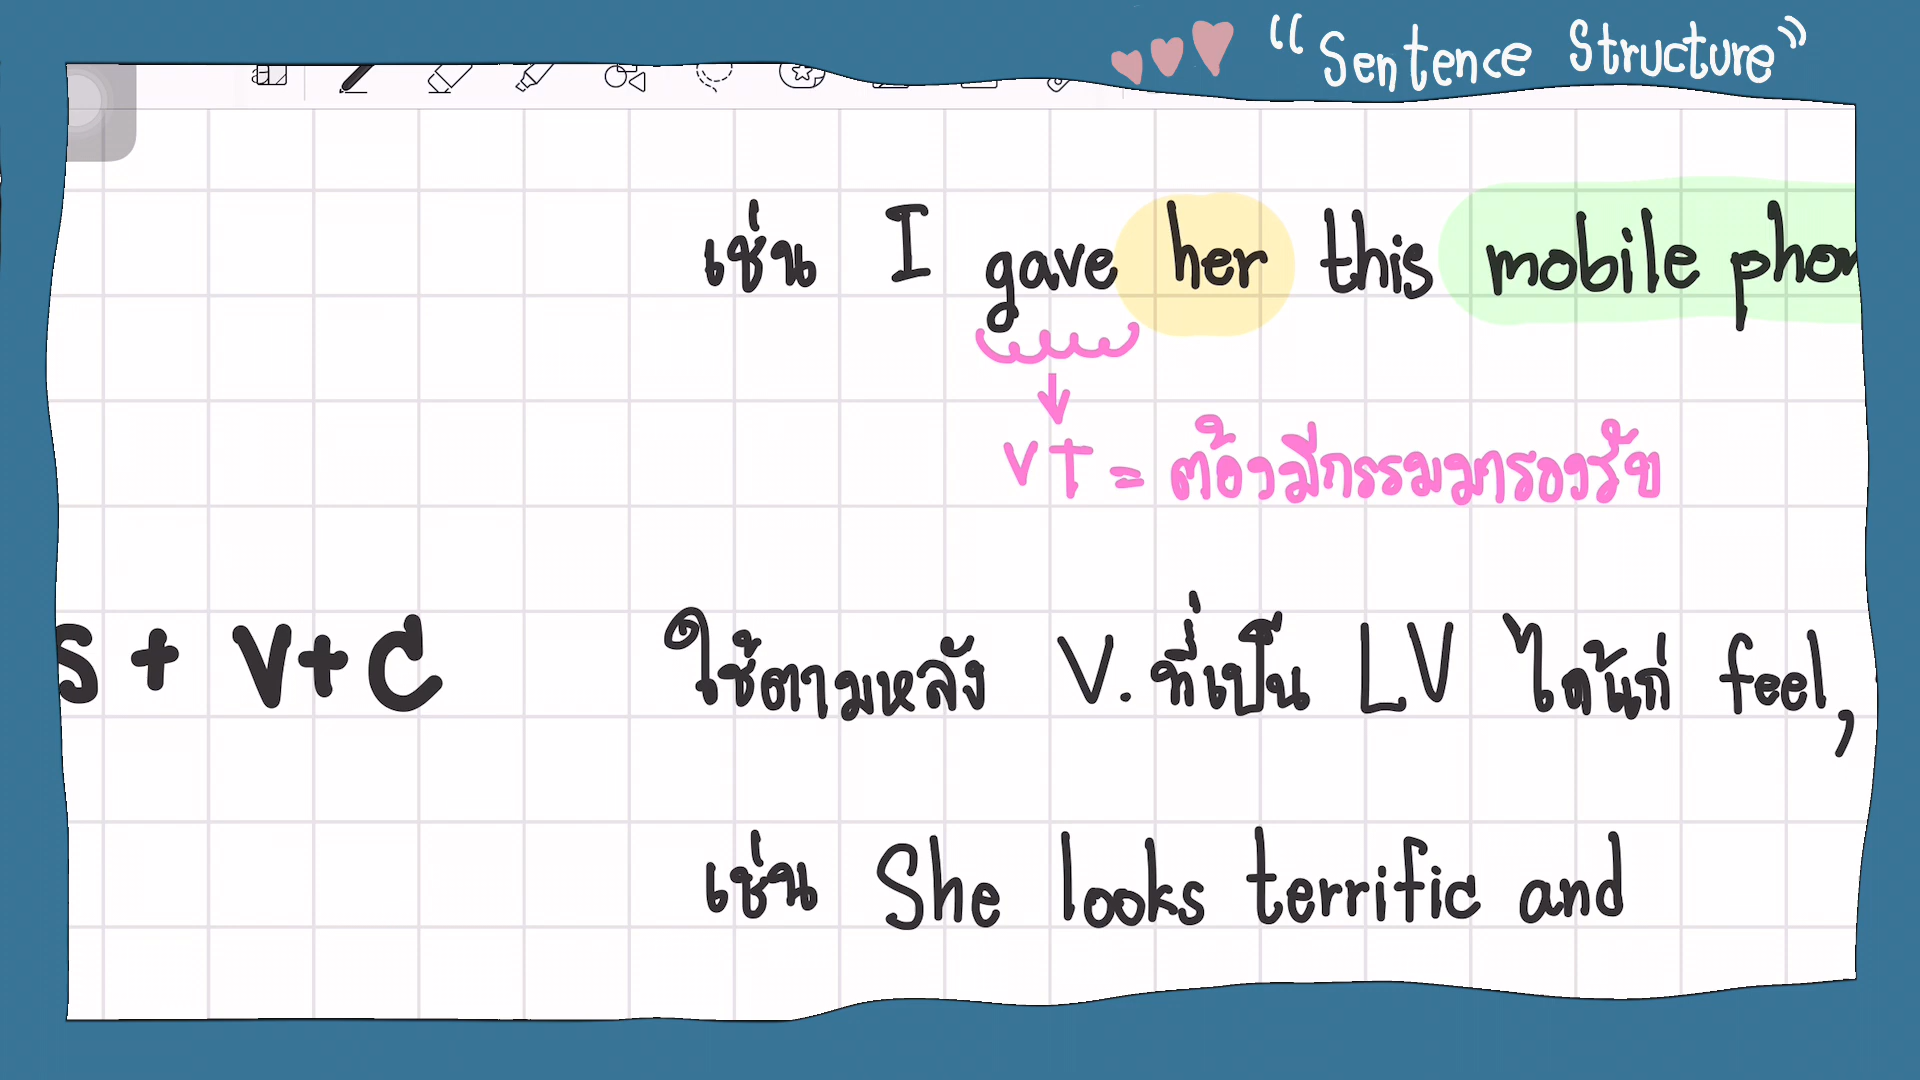 “Sentence Structure”
เช่น I gave her this mobile phon
VT = ต้องมีกรรมมารองรับ
S + V + C ใช้ตามหลัง V. ที่เป็น LV ได้แก่ feel,
เช่น She looks terrific and